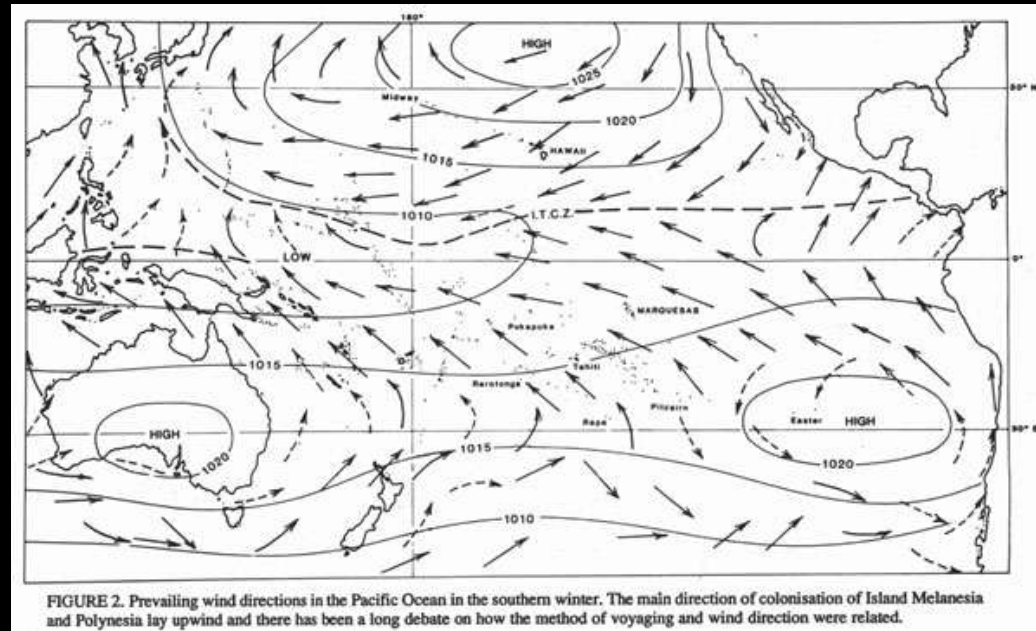 180°
HIGH
1025
30° N
Midway
1020
HAWAII
1015
1010
I.T.C.Z.
LOW
0°
MARQUESAS
Pukapuka
1015
Tahiti
Rarotonga
Pitcairn
Rapa
Easter
HIGH
HIGH
30° S
1020
1015
1020
1010
FIGURE 2. Prevailing wind directions in the Pacific Ocean in the southern winter. The main direction of colonisation of Island Melanesia
and Polynesia lay upwind and there has been a long debate on how the method of voyaging and wind direction were related.